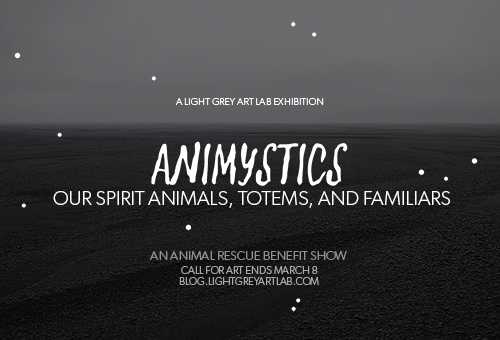 A LIGHT GREY ART LAB EXHIBITION
ANIMYSTICS
OUR SPIRIT ANIMALS, TOTEMS, AND FAMILIARS
AN ANIMAL RESCUE BENEFIT SHOW
CALL FOR ART ENDS MARCH 8
BLOG.LIGHTGREYARTLAB.COM